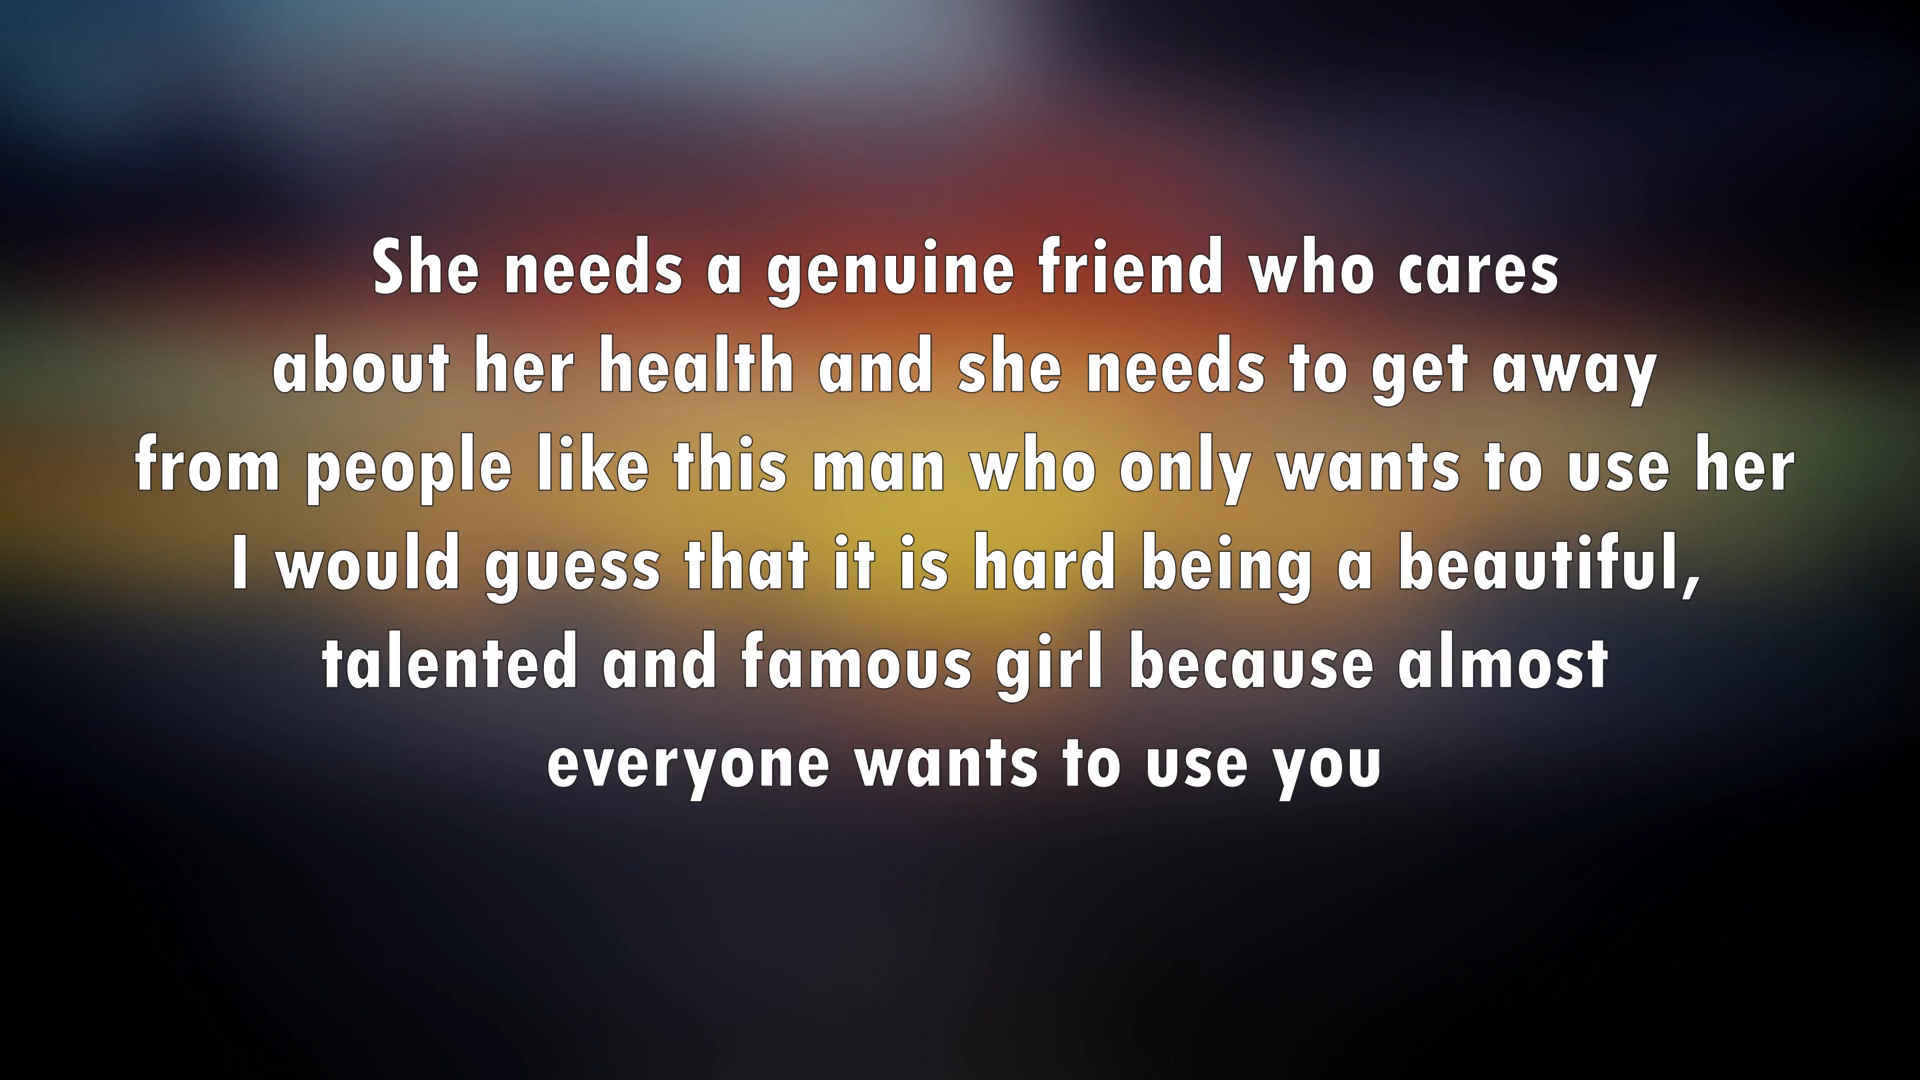 She needs a genuine friend who cares
about her health and she needs to get away
from people like this man who only wants to use her
I would guess that it is hard being a beautiful,
talented and famous girl because almost
everyone wants to use you